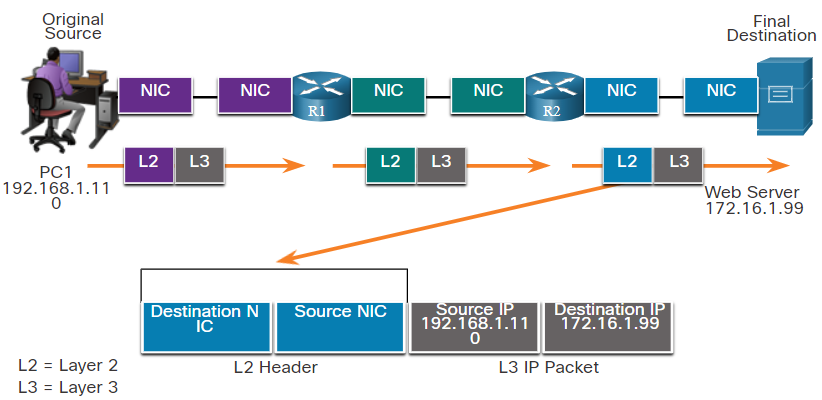 Original
Source
Final
Destination
NIC
NIC
R1
NIC
NIC
R2
NIC
NIC
L2
L3
L2
L3
L2
L3
PC1
192.168.1.11
0
Web Server
172.16.1.99
Destination N
IC
Source NIC
Source IP
192.168.1.11
0
Destination IP
172.16.1.99
L2 = Layer 2
L3 = Layer 3
L2 Header
L3 IP Packet